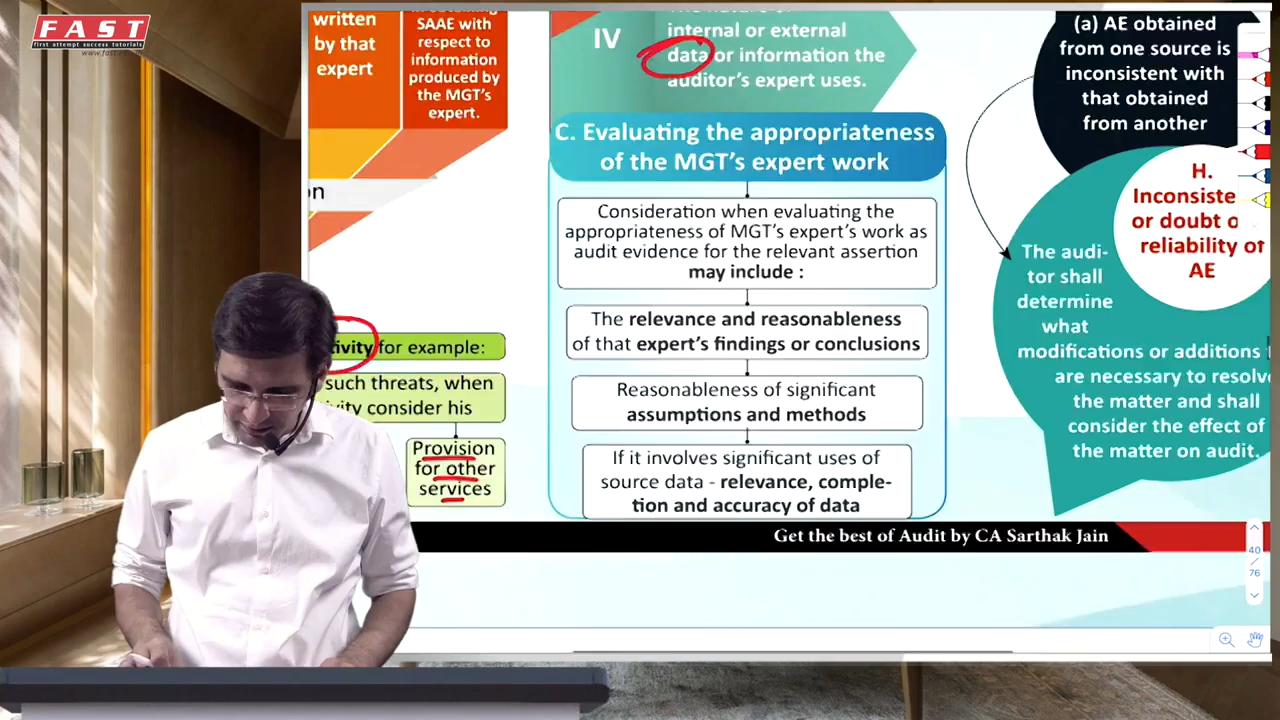 FAST
first attempt success tutorials
www.fast
written
by that
expert
SAAE with
respect to
information
produced by
the MGT's
expert.
IV
internal or external
data or information the
auditor's expert uses.
C. Evaluating the appropriateness
of the MGT's expert work
Consideration when evaluating the
appropriateness of MGT's expert's work as
audit evidence for the relevant assertion
may include :
The relevance and reasonableness
of that expert's findings or conclusions
Reasonableness of significant
assumptions and methods
If it involves significant uses of
source data - relevance, comple-
tion and accuracy of data
for example:
such threats, when
consider his
Provision
for other
services
(a) AE obtained
from one source is
inconsistent with
that obtained
from another
H.
or doubt
reliability of
AE
The audi-
tor shall
determine
what
modifications or additions
are necessary to resolve
the matter and shall
consider the effect of
the matter on audit.
Get the best of Audit by CA Sarthak Jain
40
/
76